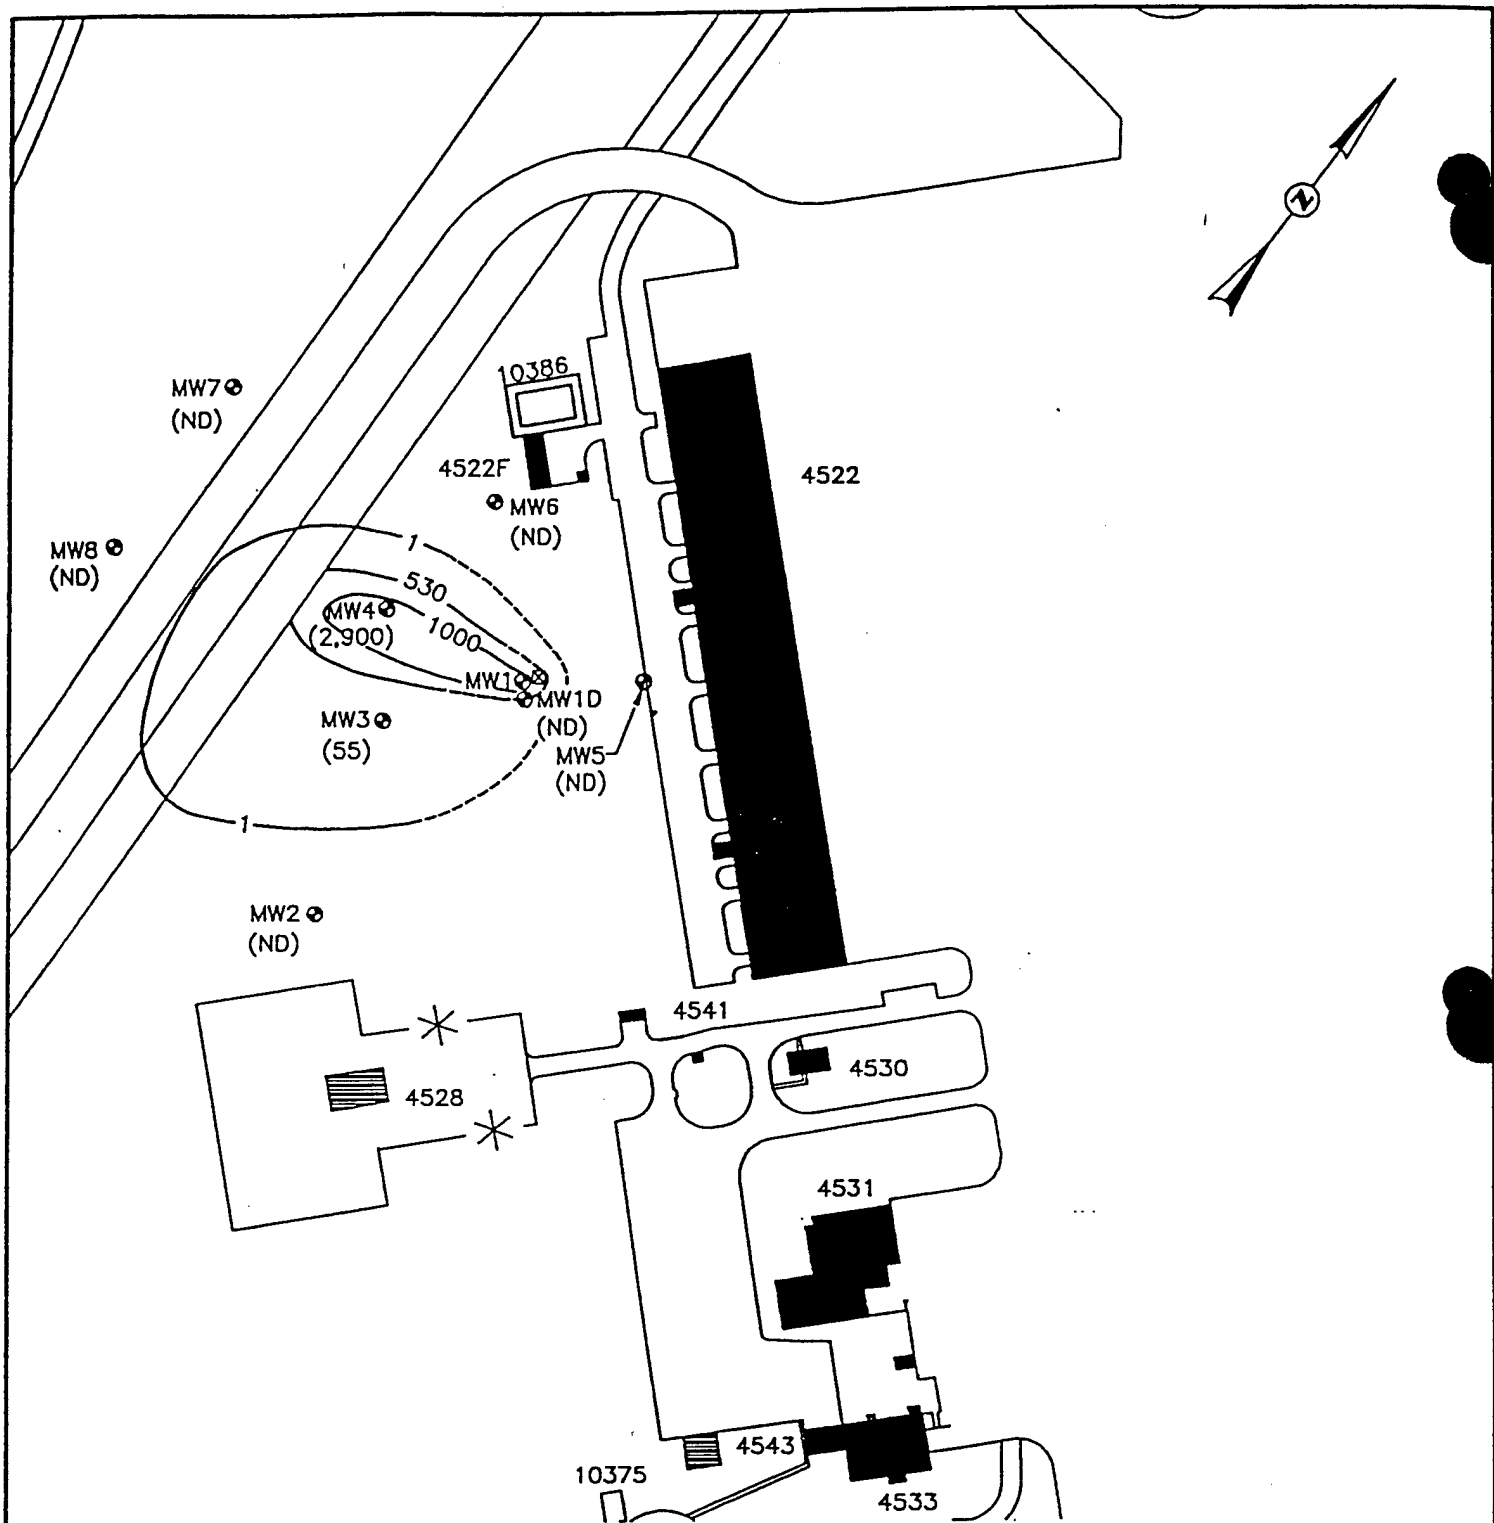 N
10386
MW7
(ND)
4522F
4522
MW6
(ND)
1
MW8
(ND)
530
MW4
(2,900)
1000
MW1
MW1D
(ND)
MW3
(55)
MW5
(ND)
1
MW2
(ND)
4541
4530
4528
4531
4543
10375
4533